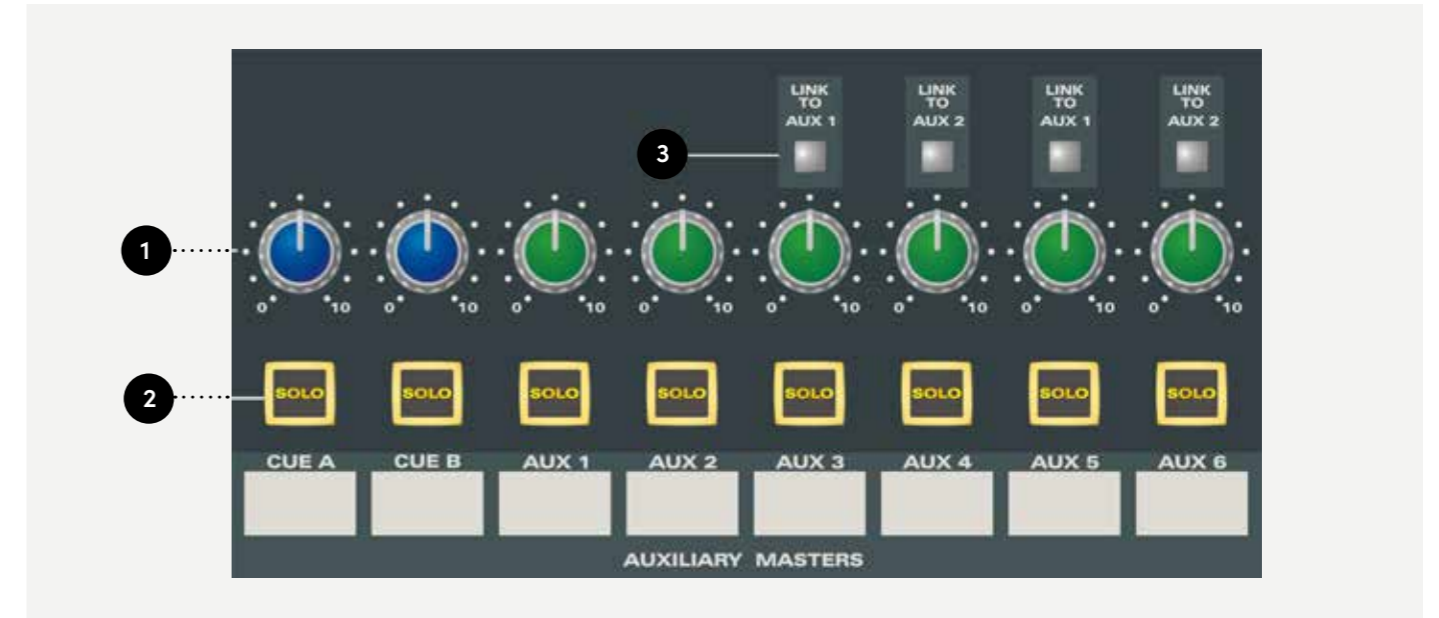 LINK TO AUX 1
LINK TO AUX 2
LINK TO AUX 1
LINK TO AUX 2
3
1
0 10 0 10 0 10 0 10 0 10 0 10 0 10 0 10
2
SOLO SOLO SOLO SOLO SOLO SOLO SOLO SOLO
CUE A CUE B AUX 1 AUX 2 AUX 3 AUX 4 AUX 5 AUX 6
AUXILIARY MASTERS